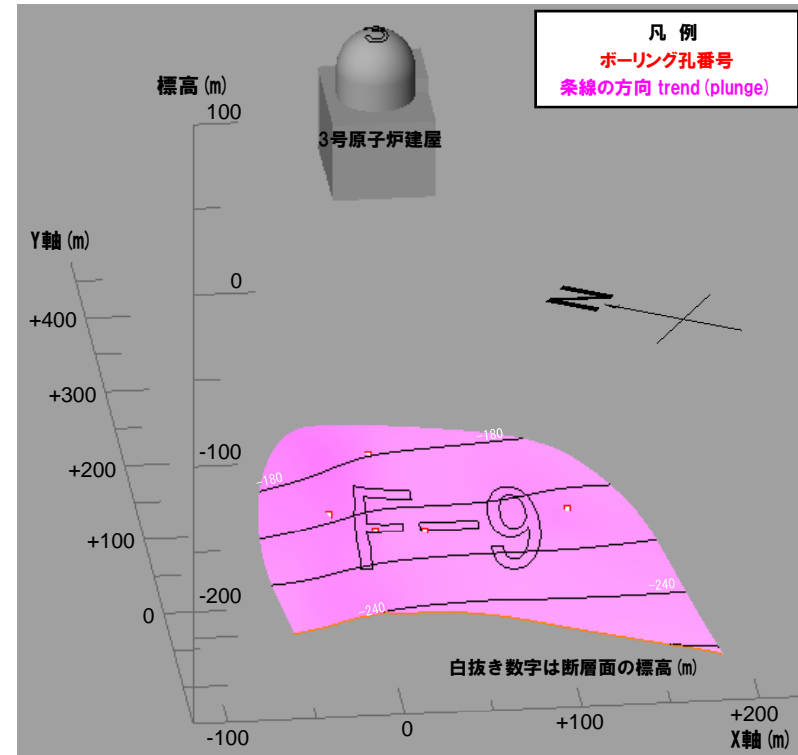 凡 例
ボーリング孔番号
条線の方向 trend(plunge)
3
3号原子炉建屋
標高(m)
100
0
-100
-200
Y軸(m)
+400
+300
+200
+100
0
N
-180
-180
F-9
-240
-240
白抜き数字は断層面の標高(m)
-100
0
+100
+200
X軸(m)